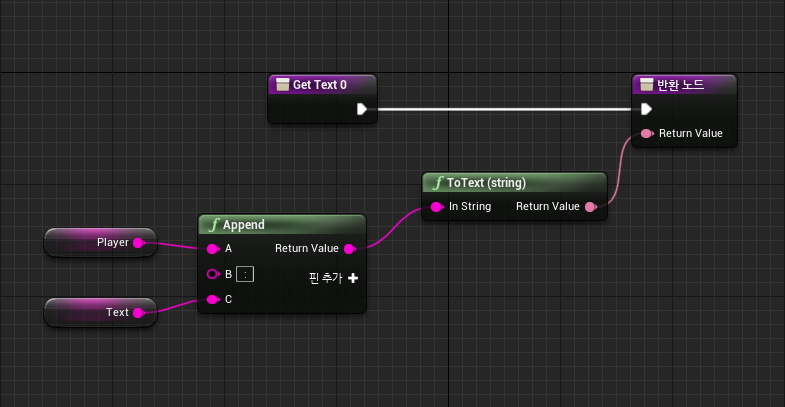 Get Text 0
반환 노드
Return Value
ToText (string)
In String Return Value
Append
Player
A Return Value
B : 핀 추가
Text
C